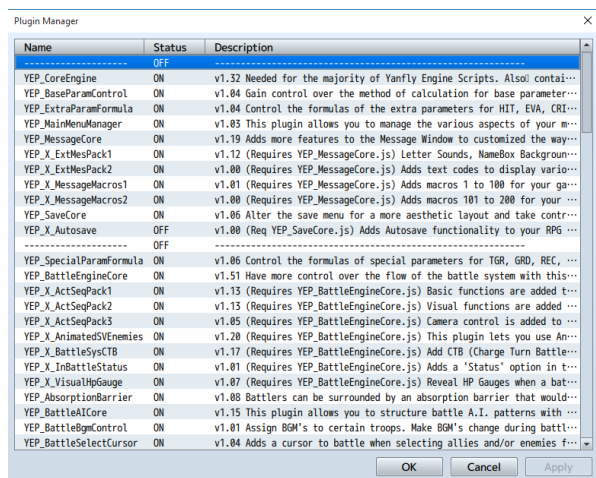 Plugin Manager
Name Status Description
-------------------- OFF ----------------------------------------------------
YEP_CoreEngine ON v1.32 Needed for the majority of Yanfly Engine Scripts. Also contai…
YEP_BaseParamControl ON v1.04 Gain control over the method of calculation for base parameter…
YEP_ExtraParamFormula ON v1.04 Control the formulas of the extra parameters for HIT, EVA, CRI…
YEP_MainMenuManager ON v1.03 This plugin allows you to manage the various aspects of your m…
YEP_MessageCore ON v1.19 Adds more features to the Message Window to customized the way…
YEP_X_ExtMesPack1 ON v1.12 (Requires YEP_MessageCore.js) Letter Sounds, NameBox Backgroun…
YEP_X_ExtMesPack2 ON v1.00 (Requires YEP_MessageCore.js) Adds text codes to display vario…
YEP_X_MessageMacros1 ON v1.01 (Requires YEP_MessageCore.js) Adds macros 1 to 100 for your ga…
YEP_X_MessageMacros2 ON v1.00 (Requires YEP_MessageCore.js) Adds macros 101 to 200 for your …
YEP_SaveCore ON v1.06 Alter the save menu for a more aesthetic layout and take contr…
YEP_X_Autosave OFF v1.00 (Req YEP_SaveCore.js) Adds Autosave functionality to your RPG …
-------------------- OFF ----------------------------------------------------
YEP_SpecialParamFormula ON v1.06 Control the formulas of special parameters for TGR, GRD, REC, …
YEP_BattleEngineCore ON v1.51 Have more control over the flow of the battle system with this…
YEP_X_ActSeqPack1 ON v1.13 (Requires YEP_BattleEngineCore.js) Basic functions are added t…
YEP_X_ActSeqPack2 ON v1.13 (Requires YEP_BattleEngineCore.js) Visual functions are added …
YEP_X_ActSeqPack3 ON v1.05 (Requires YEP_BattleEngineCore.js) Camera control is added to …
YEP_X_AnimatedSVEnemies ON v1.20 (Requires YEP_BattleEngineCore.js) This plugin lets you use An…
YEP_X_BattleSysCTB ON v1.17 (Requires YEP_BattleEngineCore.js) Add CTB (Charge Turn Battle…
YEP_X_InBattleStatus ON v1.01 (Requires YEP_BattleEngineCore.js) Adds a 'Status' option in t…
YEP_X_VisualHpGauge ON v1.07 (Requires YEP_BattleEngineCore.js) Reveal HP Gauges when a bat…
YEP_AbsorptionBarrier ON v1.08 Battlers can be surrounded by an absorption barrier that would…
YEP_BattleAICore ON v1.15 This plugin allows you to structure battle A.I. patterns with …
YEP_BattleBgmControl ON v1.01 Assign BGM's to certain troops. Make BGM's change during battl…
YEP_BattleSelectCursor ON v1.04 Adds a cursor to battle when selecting allies and/or enemies f…
OK Cancel Apply